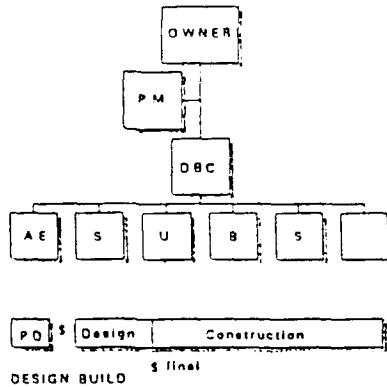 OWNER
PM
DBC
AE S U B S
PD $ Design Construction
$ final
DESIGN BUILD